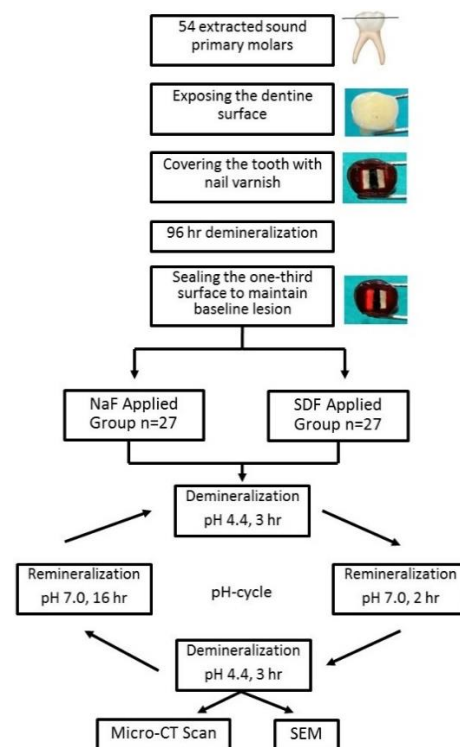 54 extracted sound
primary molars
Exposing the dentine
surface
Covering the tooth with
nail varnish
96 hr demineralization
Sealing the one-third
surface to maintain
baseline lesion
NaF Applied
Group n=27
SDF Applied
Group n=27
Demineralization
pH 4.4, 3 hr
Remineralization
pH 7.0, 16 hr
pH-cycle
Remineralization
pH 7.0, 2 hr
Demineralization
pH 4.4, 3 hr
Micro-CT Scan
SEM